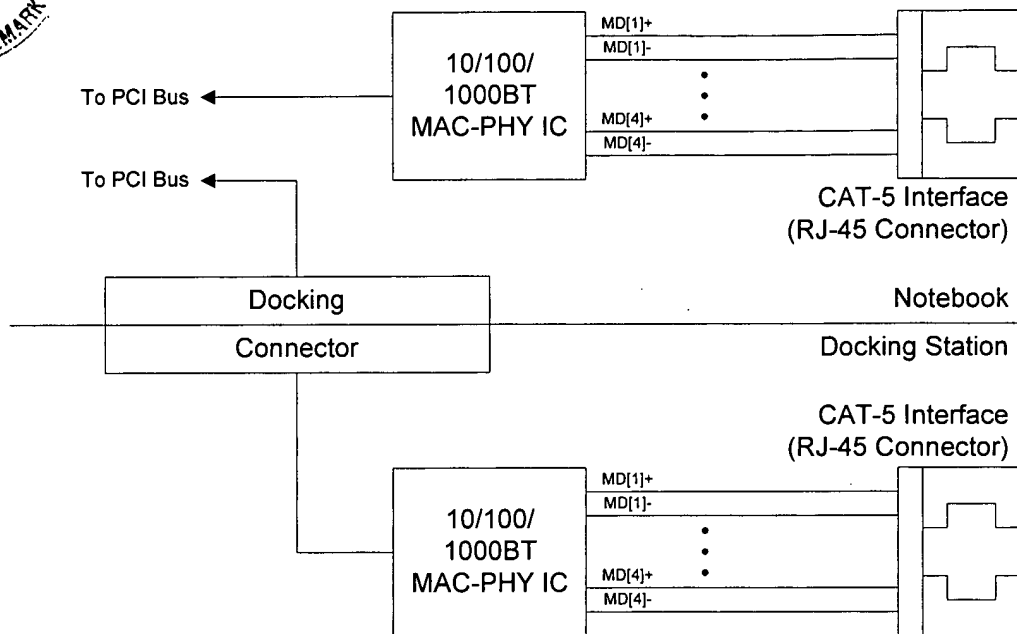 MARK
MD[1]+
MD[1]-
10/100/
1000BT
MAC-PHY IC
To PCI Bus
MD[4]+
MD[4]-
To PCI Bus
CAT-5 Interface
(RJ-45 Connector)
Docking
Notebook
Connector
Docking Station
CAT-5 Interface
(RJ-45 Connector)
MD[1]+
MD[1]-
10/100/
1000BT
MAC-PHY IC
MD[4]+
MD[4]-